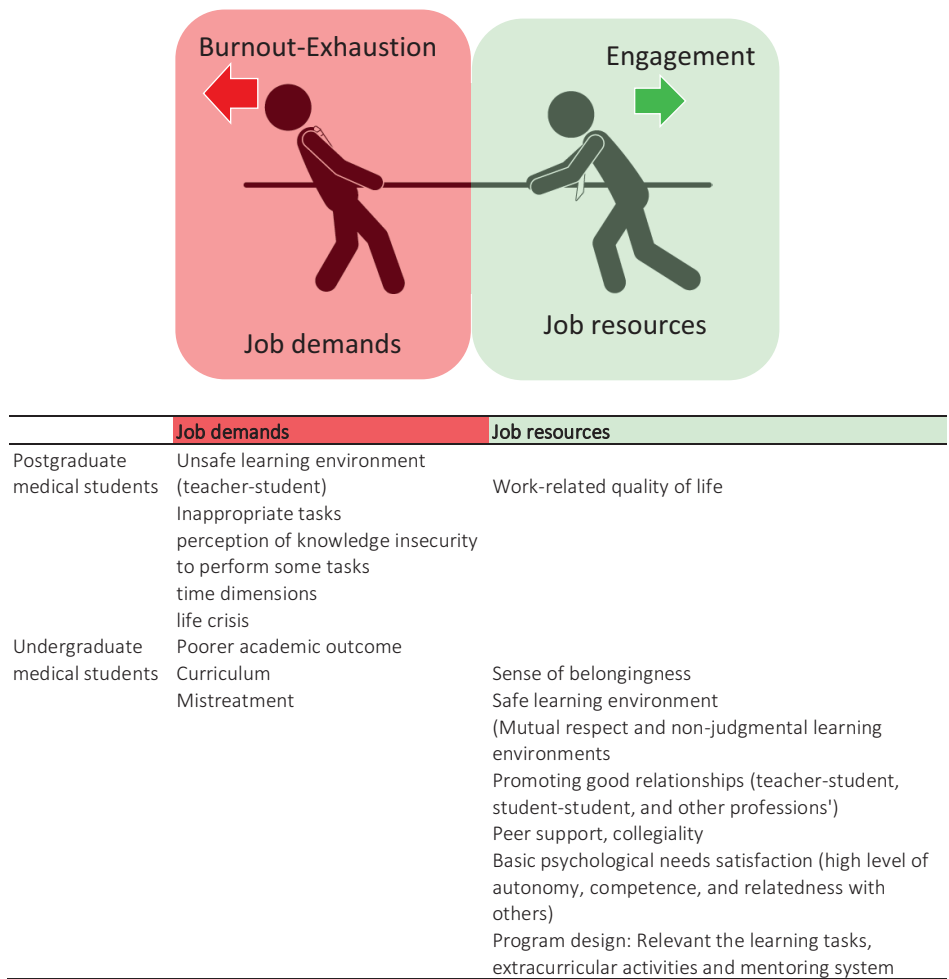 Burnout-Exhaustion
Engagement
Job demands
Job resources
Job demands Job resources
Postgraduate Unsafe learning environment
medical students (teacher-student) Work-related quality of life
Inappropriate tasks
perception of knowledge insecurity
to perform some tasks
time dimensions
life crisis
Undergraduate Poorer academic outcome
medical students Curriculum Sense of belongingness
Mistreatment Safe learning environment
(Mutual respect and non-judgmental learning
environments
Promoting good relationships (teacher-student,
student-student, and other professions')
Peer support, collegiality
Basic psychological needs satisfaction (high level of
autonomy, competence, and relatedness with
others)
Program design: Relevant the learning tasks,
extracurricular activities and mentoring system